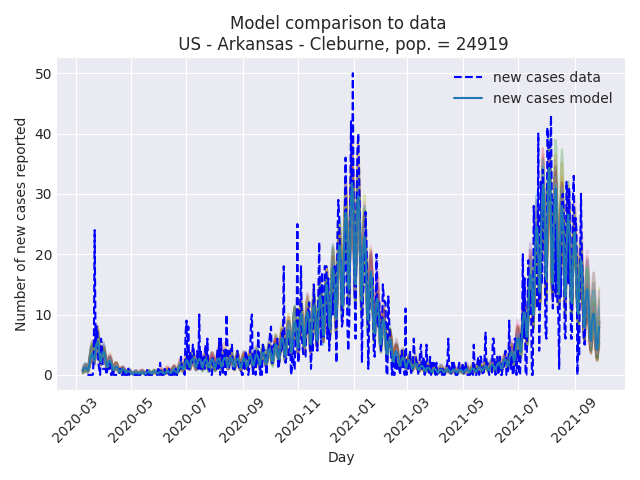 Model comparison to data
US - Arkansas - Cleburne, pop. = 24919
new cases data
new cases model
Number of new cases reported
50
40
30
20
10
0
2020-03
2020-05
2020-07
2020-09
2020-11
2021-01
2021-03
2021-05
2021-07
2021-09
Day